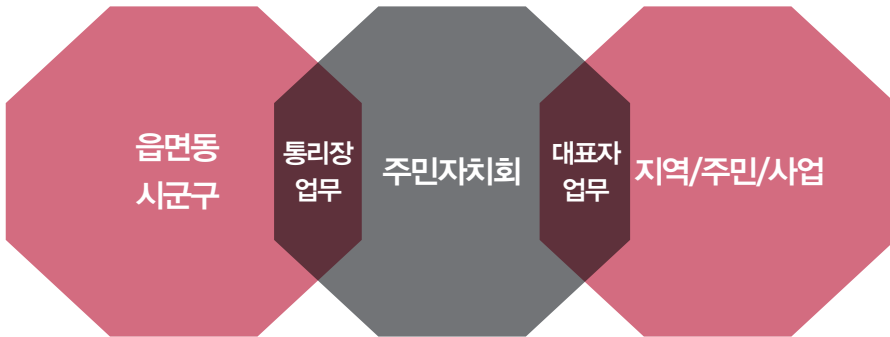 읍면동
시군구
통리장
업무
주민자치회
대표자
업무
지역/주민/사업